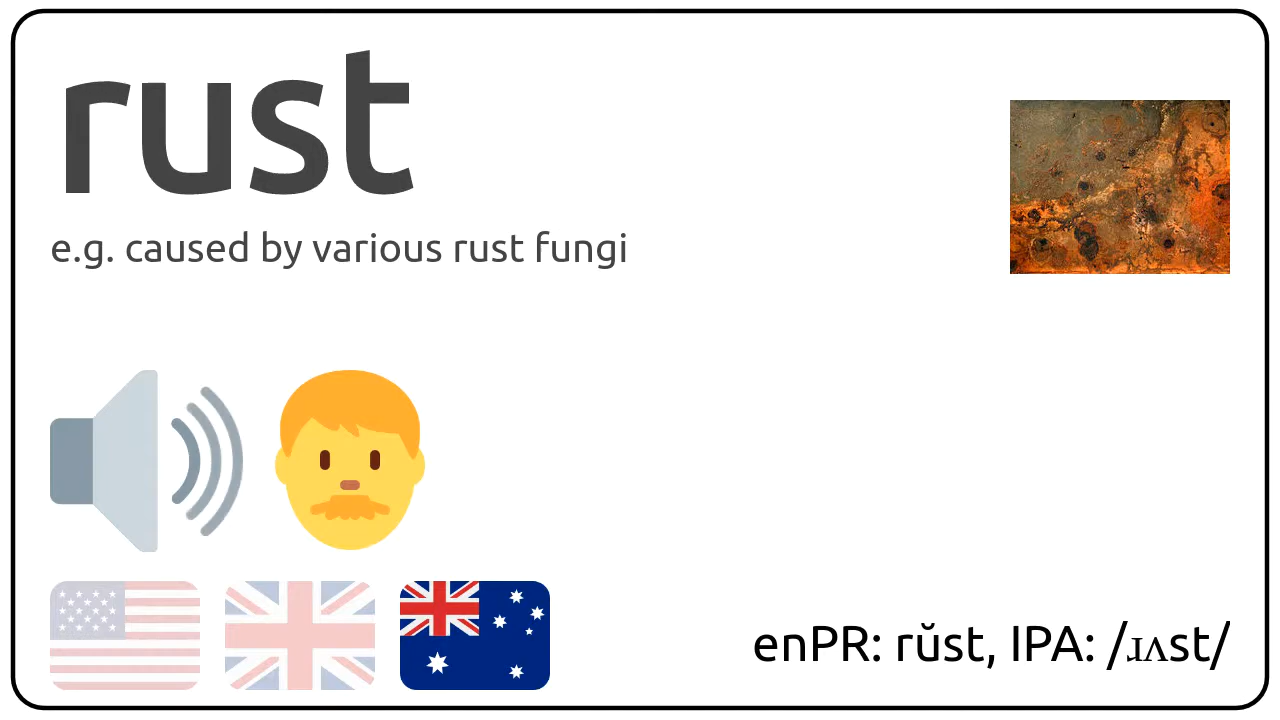 rust
e.g. caused by various rust fungi
enPR: rŭst, IPA: /ɹʌst/